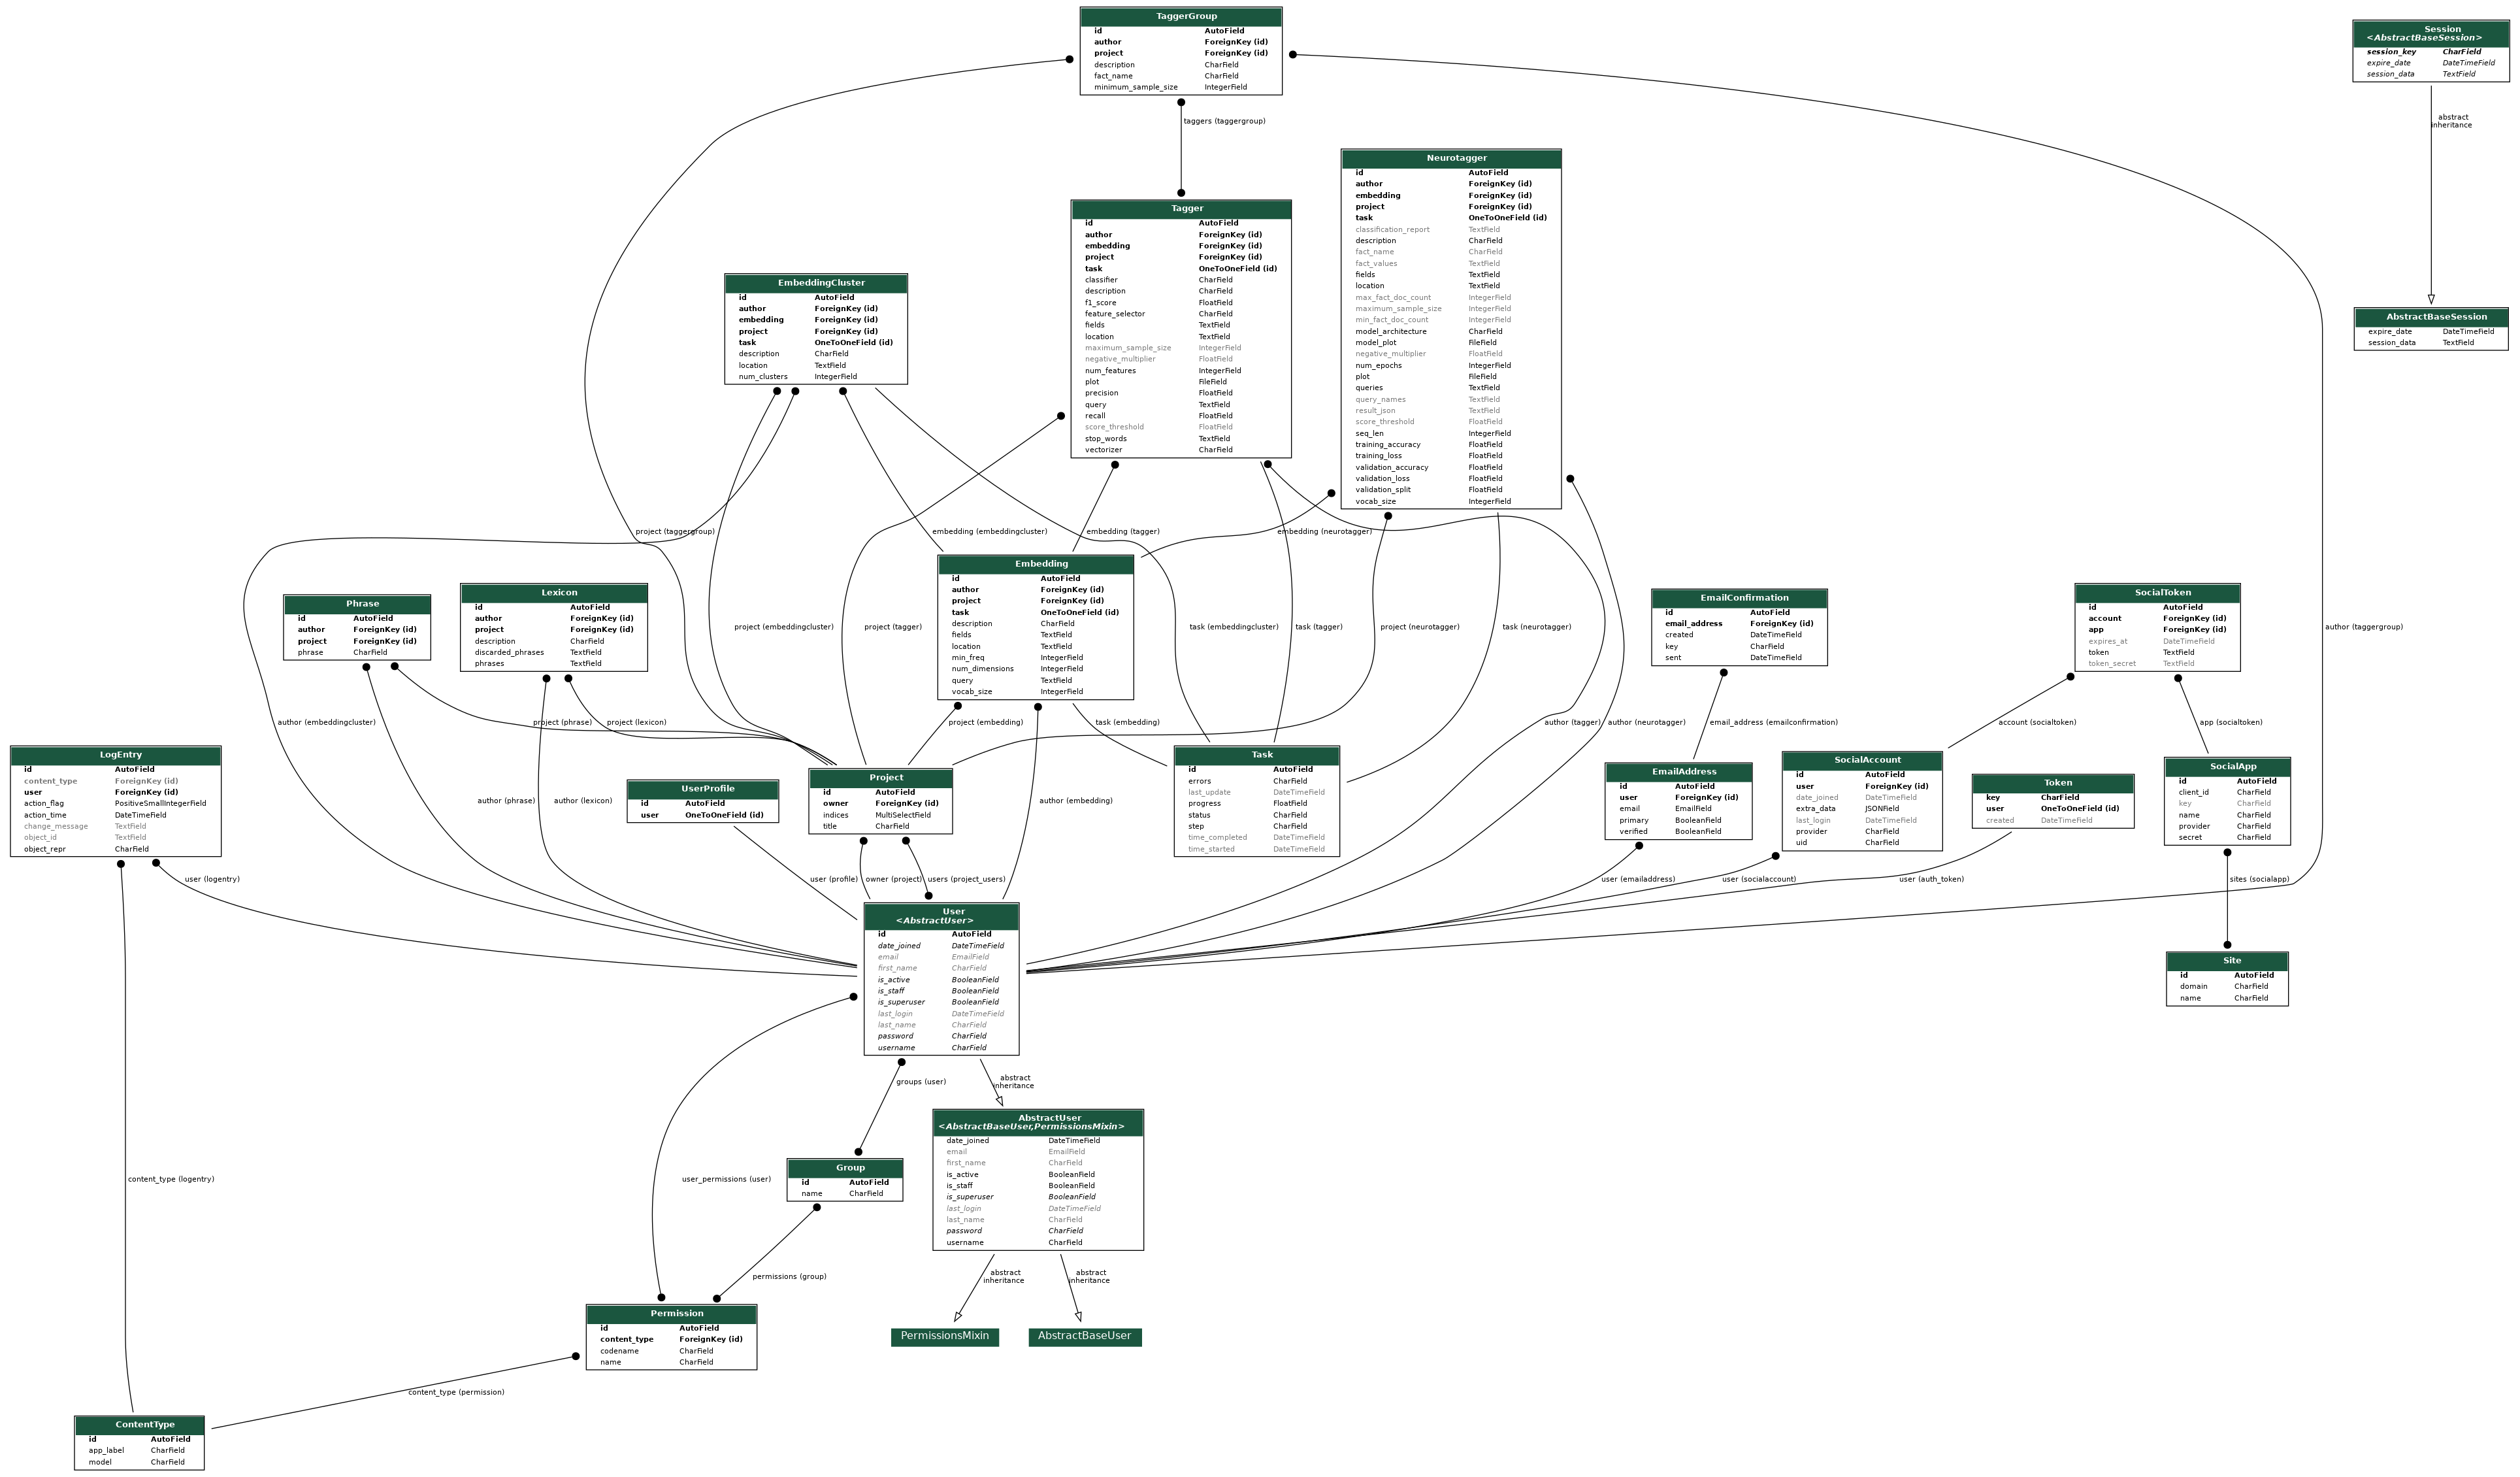 TaggerGroup
id AutoField
author ForeignKey (id)
project ForeignKey (id)
description CharField
fact_name CharField
minimum_sample_size IntegerField
Session
<AbstractBaseSession>
session_key CharField
expire_date DateTimeField
session_data TextField
abstract
inheritance
taggers (taggergroup)
Neurotagger
id AutoField
author ForeignKey (id)
embedding ForeignKey (id)
project ForeignKey (id)
task OneToOneField (id)
classification_report TextField
description CharField
fact_name CharField
fact_values TextField
fields TextField
location TextField
max_fact_doc_count IntegerField
maximum_sample_size IntegerField
min_fact_doc_count IntegerField
model_architecture CharField
model_plot FileField
negative_multiplier FloatField
num_epochs IntegerField
plot FileField
queries TextField
query_names TextField
result_json TextField
score_threshold FloatField
seq_len IntegerField
training_accuracy FloatField
training_loss FloatField
validation_accuracy FloatField
validation_loss FloatField
validation_split FloatField
vocab_size IntegerField
Tagger
id AutoField
author ForeignKey (id)
embedding ForeignKey (id)
project ForeignKey (id)
task OneToOneField (id)
classifier CharField
description CharField
f1_score FloatField
feature_selector CharField
fields TextField
location TextField
maximum_sample_size IntegerField
negative_multiplier FloatField
num_features IntegerField
plot FileField
precision FloatField
query TextField
recall FloatField
score_threshold FloatField
stop_words TextField
vectorizer CharField
EmbeddingCluster
id AutoField
author ForeignKey (id)
embedding ForeignKey (id)
project ForeignKey (id)
task OneToOneField (id)
description CharField
location TextField
num_clusters IntegerField
AbstractBaseSession
expire_date DateTimeField
session_data TextField
project (taggergroup)
embedding (embeddingcluster)
embedding (tagger)
embedding (neurotagger)
Embedding
id AutoField
author ForeignKey (id)
project ForeignKey (id)
task OneToOneField (id)
description CharField
fields TextField
location TextField
min_freq IntegerField
num_dimensions IntegerField
query TextField
vocab_size IntegerField
Phrase
id AutoField
author ForeignKey (id)
project ForeignKey (id)
phrase CharField
Lexicon
id AutoField
author ForeignKey (id)
project ForeignKey (id)
description CharField
discarded_phrases TextField
phrases TextField
EmailConfirmation
id AutoField
email_address ForeignKey (id)
created DateTimeField
key CharField
sent DateTimeField
SocialToken
id AutoField
account ForeignKey (id)
app ForeignKey (id)
expires_at DateTimeField
token TextField
token_secret TextField
project (embeddingcluster)
project (tagger)
task (embeddingcluster)
task (tagger)
project (neurotagger)
task (neurotagger)
author (taggergroup)
author (embeddingcluster)
project (phrase)
project (lexicon)
project (embedding)
task (embedding)
author (tagger)
author (neurotagger)
email_address (emailconfirmation)
account (socialtoken)
app (socialtoken)
LogEntry
id AutoField
content_type ForeignKey (id)
user ForeignKey (id)
action_flag PositiveSmallIntegerField
action_time DateTimeField
change_message TextField
object_id TextField
object_repr CharField
author (phrase)
author (lexicon)
UserProfile
id AutoField
user OneToOneField (id)
Project
id AutoField
owner ForeignKey (id)
indices MultiSelectField
title CharField
author (embedding)
Task
id AutoField
errors CharField
last_update DateTimeField
progress FloatField
status CharField
step CharField
time_completed DateTimeField
time_started DateTimeField
EmailAddress
id AutoField
user ForeignKey (id)
email EmailField
primary BooleanField
verified BooleanField
SocialAccount
id AutoField
user ForeignKey (id)
date_joined DateTimeField
extra_data JSONField
last_login DateTimeField
provider CharField
uid CharField
Token
key CharField
user OneToOneField (id)
created DateTimeField
SocialApp
id AutoField
client_id CharField
key CharField
name CharField
provider CharField
secret CharField
user (logentry)
user (profile)
owner (project)
users (project_users)
user (emailaddress)
user (socialaccount)
user (auth_token)
sites (socialapp)
User
<AbstractUser>
id AutoField
date_joined DateTimeField
email EmailField
first_name CharField
is_active BooleanField
is_staff BooleanField
is_superuser BooleanField
last_login DateTimeField
last_name CharField
password CharField
username CharField
Site
id AutoField
domain CharField
name CharField
groups (user)
abstract
inheritance
AbstractUser
<AbstractBaseUser,PermissionsMixin>
date_joined DateTimeField
email EmailField
first_name CharField
is_active BooleanField
is_staff BooleanField
is_superuser BooleanField
last_login DateTimeField
last_name CharField
password CharField
username CharField
content_type (logentry)
user_permissions (user)
Group
id AutoField
name CharField
permissions (group)
abstract
inheritance
abstract
inheritance
Permission
id AutoField
content_type ForeignKey (id)
codename CharField
name CharField
PermissionsMixin
AbstractBaseUser
content_type (permission)
ContentType
id AutoField
app_label CharField
model CharField